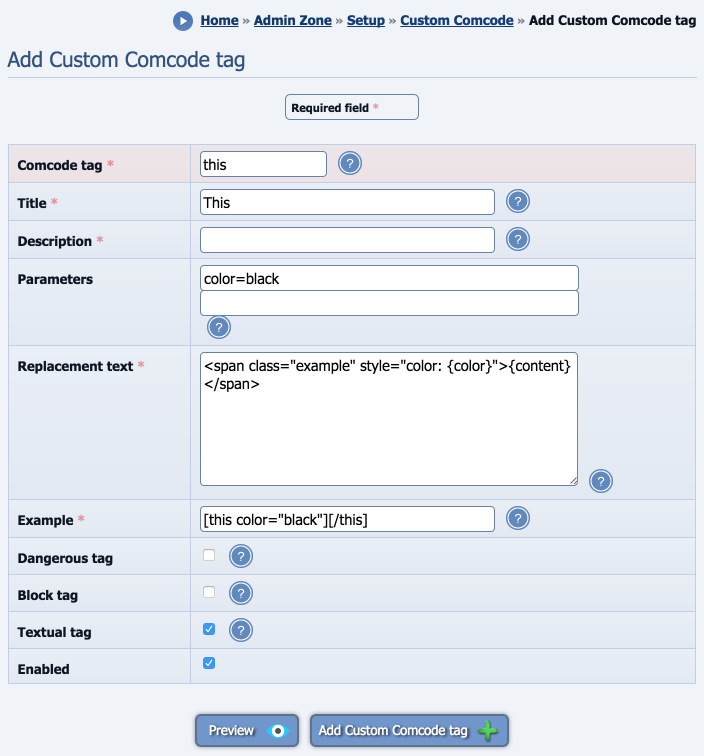 Home » Admin Zone » Setup » Custom Comcode » Add Custom Comcode tag
Add Custom Comcode tag
Required field *
Comcode tag *
this
?
Title *
This
?
Description *
?
Parameters
color=black
?
Replacement text *
<span class="example" style="color: {color}">{content}
</span>
?
Example *
[this color="black"][/this]
?
Dangerous tag
?
Block tag
?
Textual tag
?
Enabled
Preview
Add Custom Comcode tag